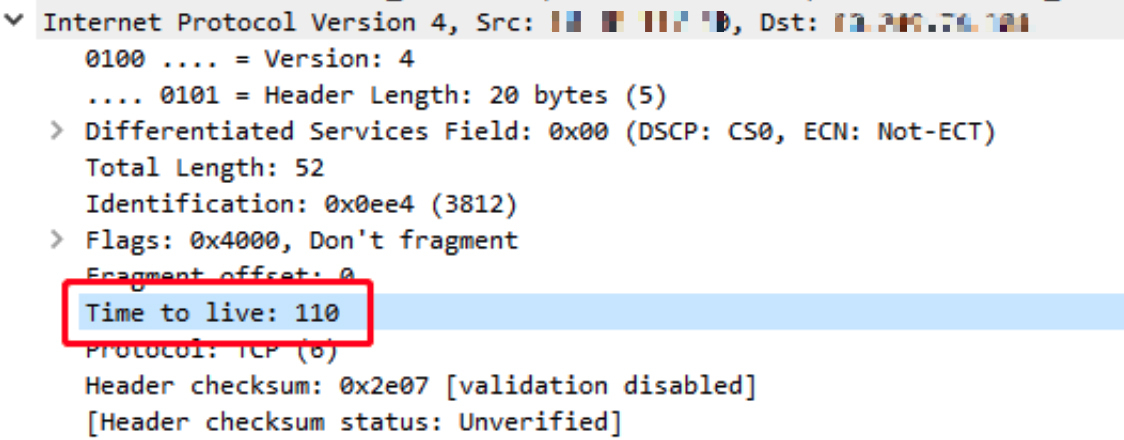 Internet Protocol Version 4, Src: , Dst:
0100 .... = Version: 4
.... 0101 = Header Length: 20 bytes (5)
Differentiated Services Field: 0x00 (DSCP: CS0, ECN: Not-ECT)
Total Length: 52
Identification: 0x0ee4 (3812)
Flags: 0x4000, Don't fragment
Fragment offset: 0
Time to live: 110
Protocol: TCP (6)
Header checksum: 0x2e07 [validation disabled]
[Header checksum status: Unverified]